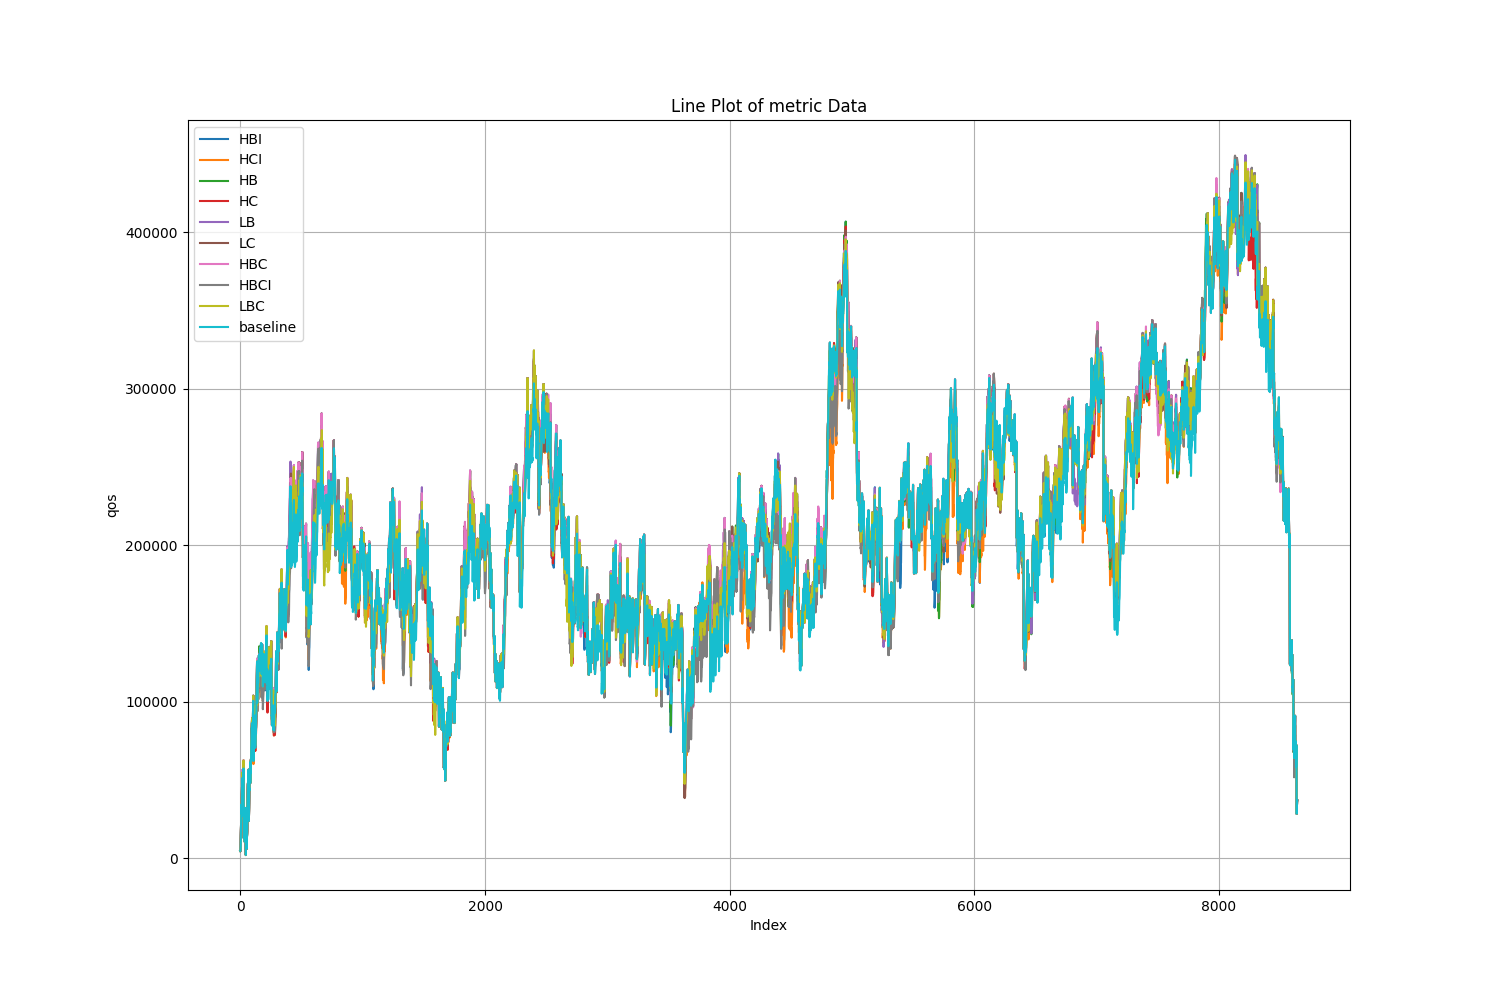 Line Plot of metric Data
HBI
HCI
HB
HC
LB
LC
HBC
HBCI
LBC
baseline
400000
300000
200000
100000
0
qos
0 2000 4000 6000 8000
Index